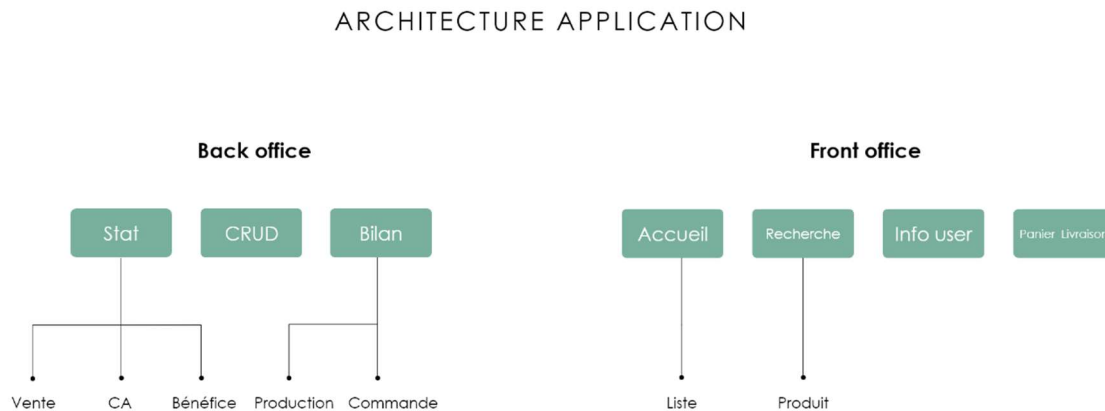 ARCHITECTURE APPLICATION
Back office
Front office
Stat
CRUD
Bilan
Accueil
Recherche
Info user
Panier Livraison
Vente
CA
Bénéfice
Production
Commande
Liste
Produit